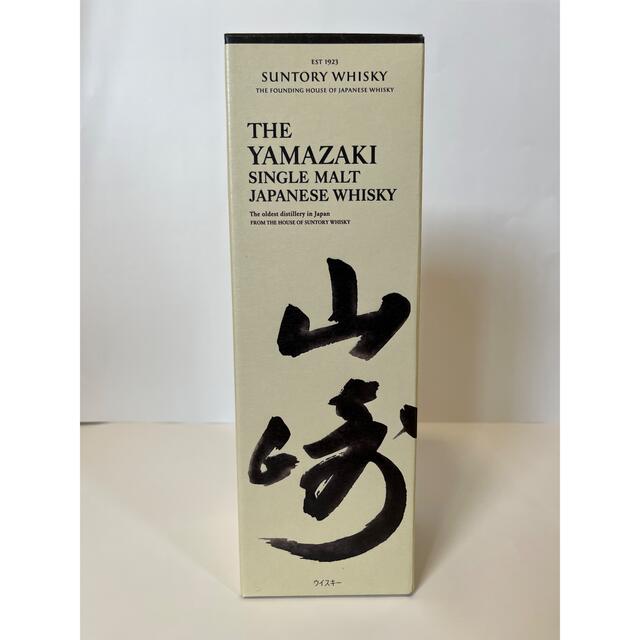 EST 1923
SUNTORY WHISKY
THE FOUNDING HOUSE OF JAPANESE WHISKY
THE
YAMAZAKI
SINGLE MALT
JAPANESE WHISKY
The oldest distillery in Japan
FROM THE HOUSE OF SUNTORY WHISKY
山
崎
ウイスキー